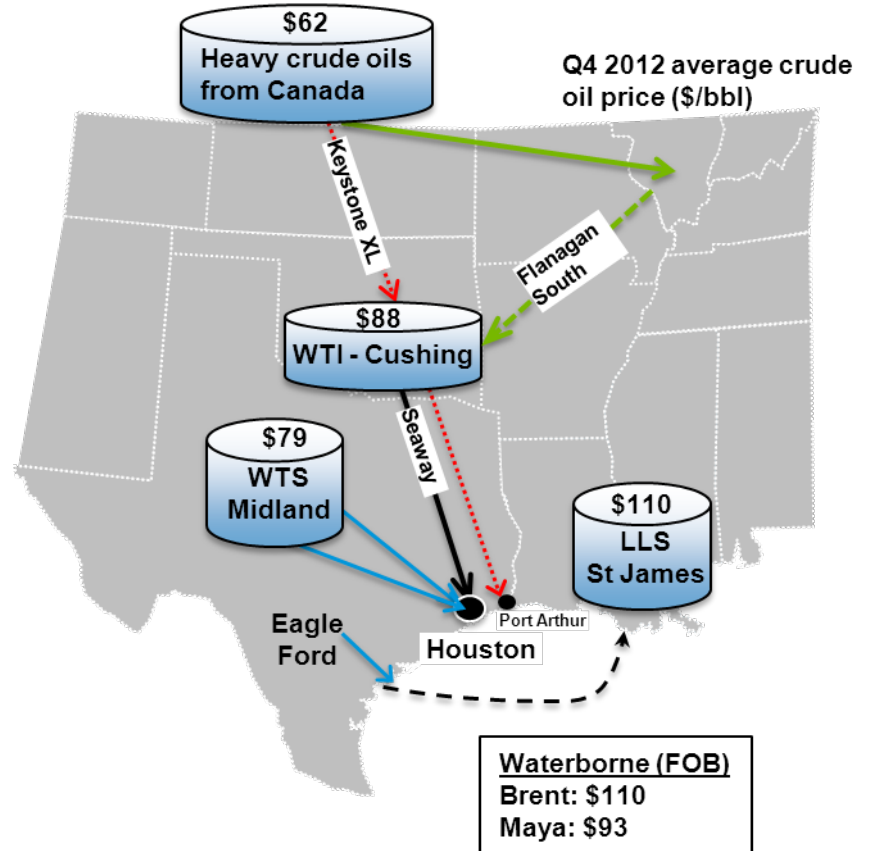 $62
Heavy crude oils
from Canada
Q4 2012 average crude
oil price ($/bbl)
Keystone XL
Flanagan
South
$88
WTI - Cushing
Seaway
$79
WTS
Midland
$110
LLS
St James
Port Arthur
Eagle
Ford
Houston
Waterborne (FOB)
Brent: $110
Maya: $93